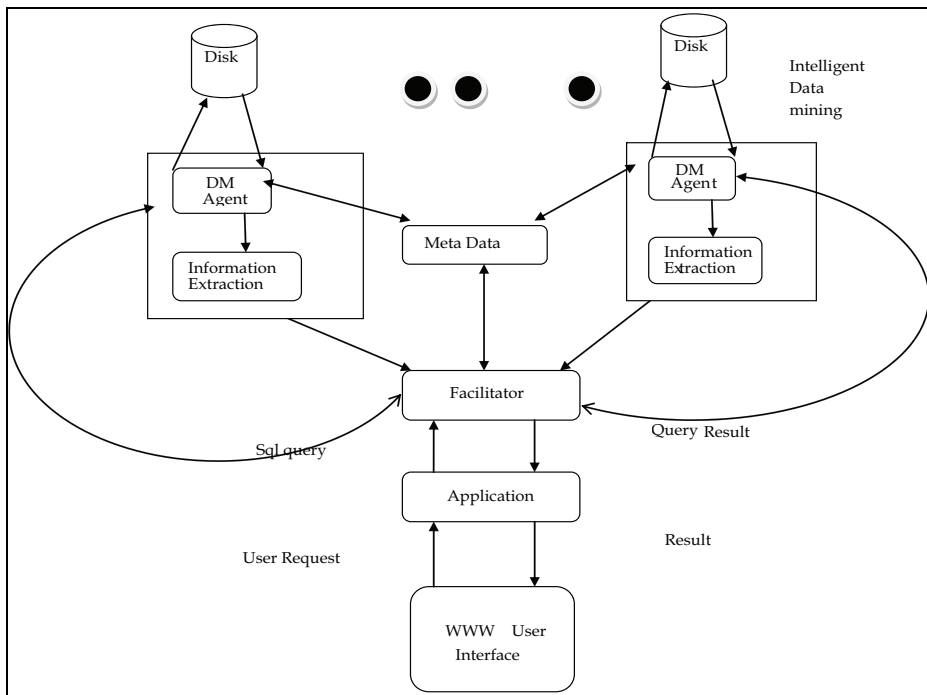 Disk
Disk
Intelligent
Data
mining
DM
Agent
DM
Agent
Meta Data
Information
Extraction
Information
Extraction
Facilitator
Sql query
Query Result
Application
User Request
Result
WWW User
Interface